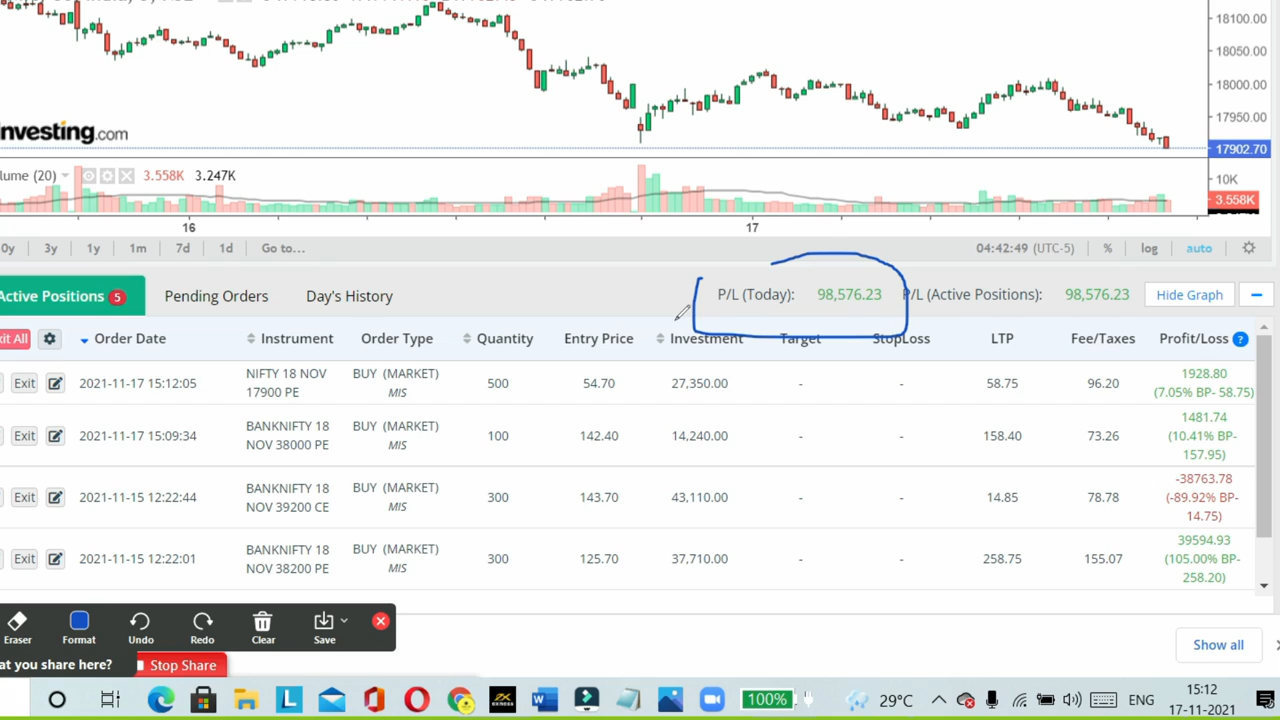 18100.00
18050.00
18000.00
17950.00
17902.70
nvesting.com
lume (20) 3.558K 3.247K
10K
3.558K
16 17
0y 3y 1y 1m 7d 1d Go to... 04:42:49 (UTC-5) % log auto
Active Positions 5 Pending Orders Day's History P/L (Today): 98,576.23 P/L (Active Positions): 98,576.23 Hide Graph
xit All Order Date Instrument Order Type Quantity Entry Price Investment Target StopLoss LTP Fee/Taxes Profit/Loss ?
Exit 2021-11-17 15:12:05 NIFTY 18 NOV 17900 PE BUY (MARKET) MIS 500 54.70 27,350.00 - - 58.75 96.20 1928.80 (7.05% BP- 58.75)
Exit 2021-11-17 15:09:34 BANKNIFTY 18 NOV 38000 PE BUY (MARKET) MIS 100 142.40 14,240.00 - - 158.40 73.26 1481.74 (10.41% BP- 157.95)
Exit 2021-11-15 12:22:44 BANKNIFTY 18 NOV 39200 CE BUY (MARKET) MIS 300 143.70 43,110.00 - - 14.85 78.78 -38763.78 (-89.92% BP- 14.75)
Exit 2021-11-15 12:22:01 BANKNIFTY 18 NOV 38200 PE BUY (MARKET) MIS 300 125.70 37,710.00 - - 258.75 155.07 39594.93 (105.00% BP- 258.20)
Eraser Format Undo Redo Clear Save
at you share here? Stop Share
Show all
100% 29°C ENG 15:12
17-11-2021